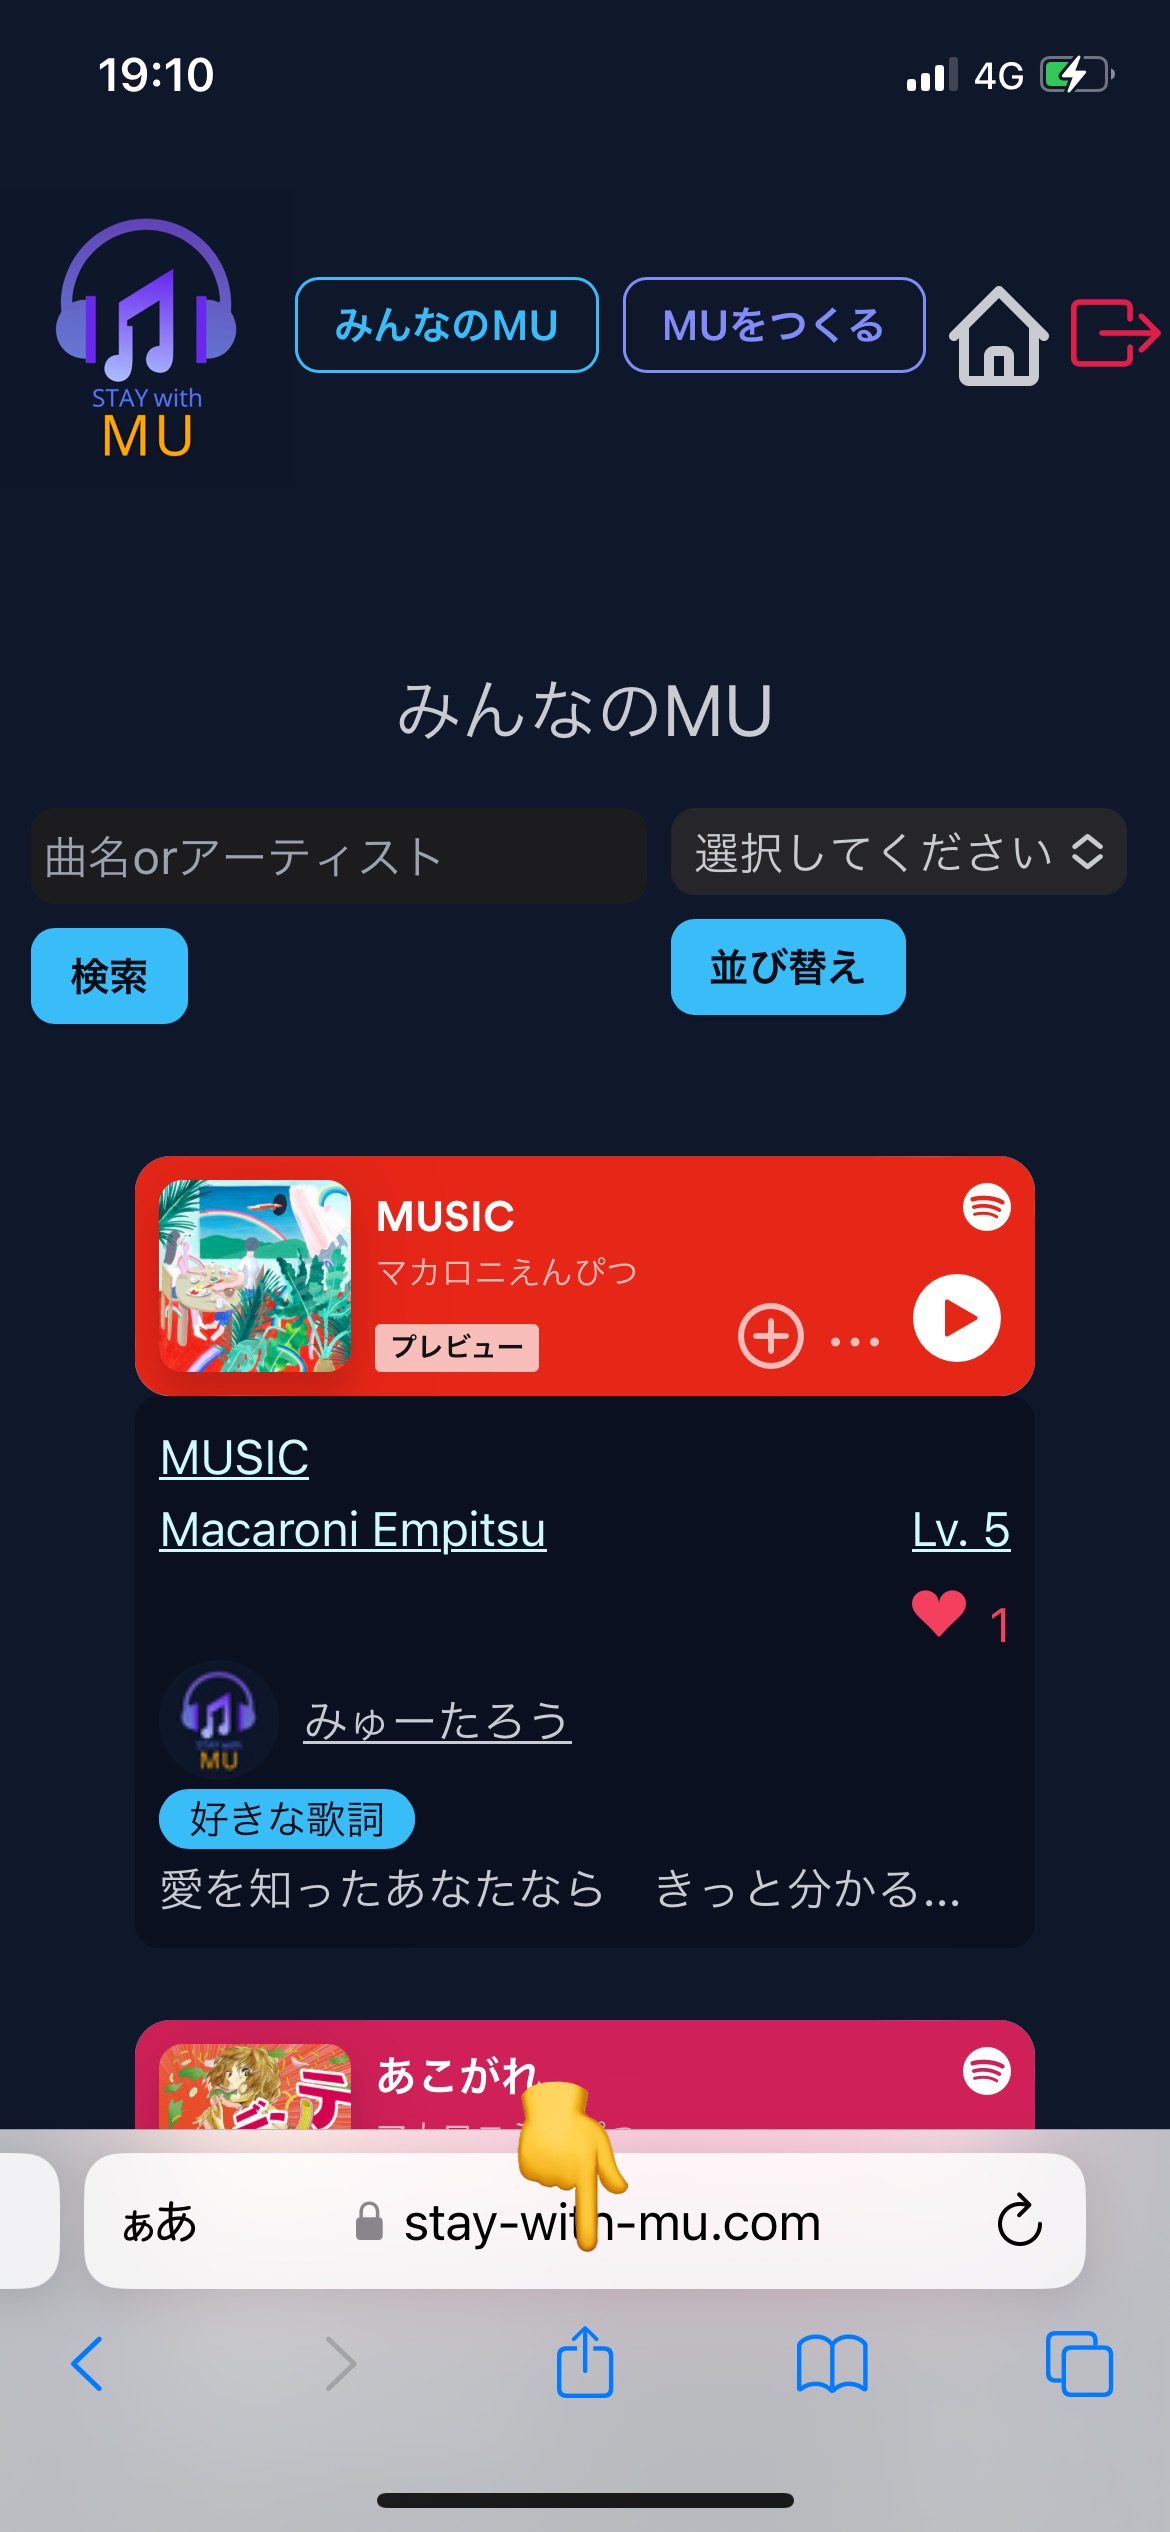 19:10
4G
STAY with
MU
みんなのMU
MUをつくる
みんなのMU
曲名orアーティスト
選択してください
検索
並び替え
MUSIC
マカロニえんぴつ
プレビュー
MUSIC
Macaroni Empitsu
Lv. 5
1
STAY with
MU
みゅーたろう
好きな歌詞
愛を知ったあなたなら　きっと分かる...
あこがれ
ぁあ
stay-with-mu.com